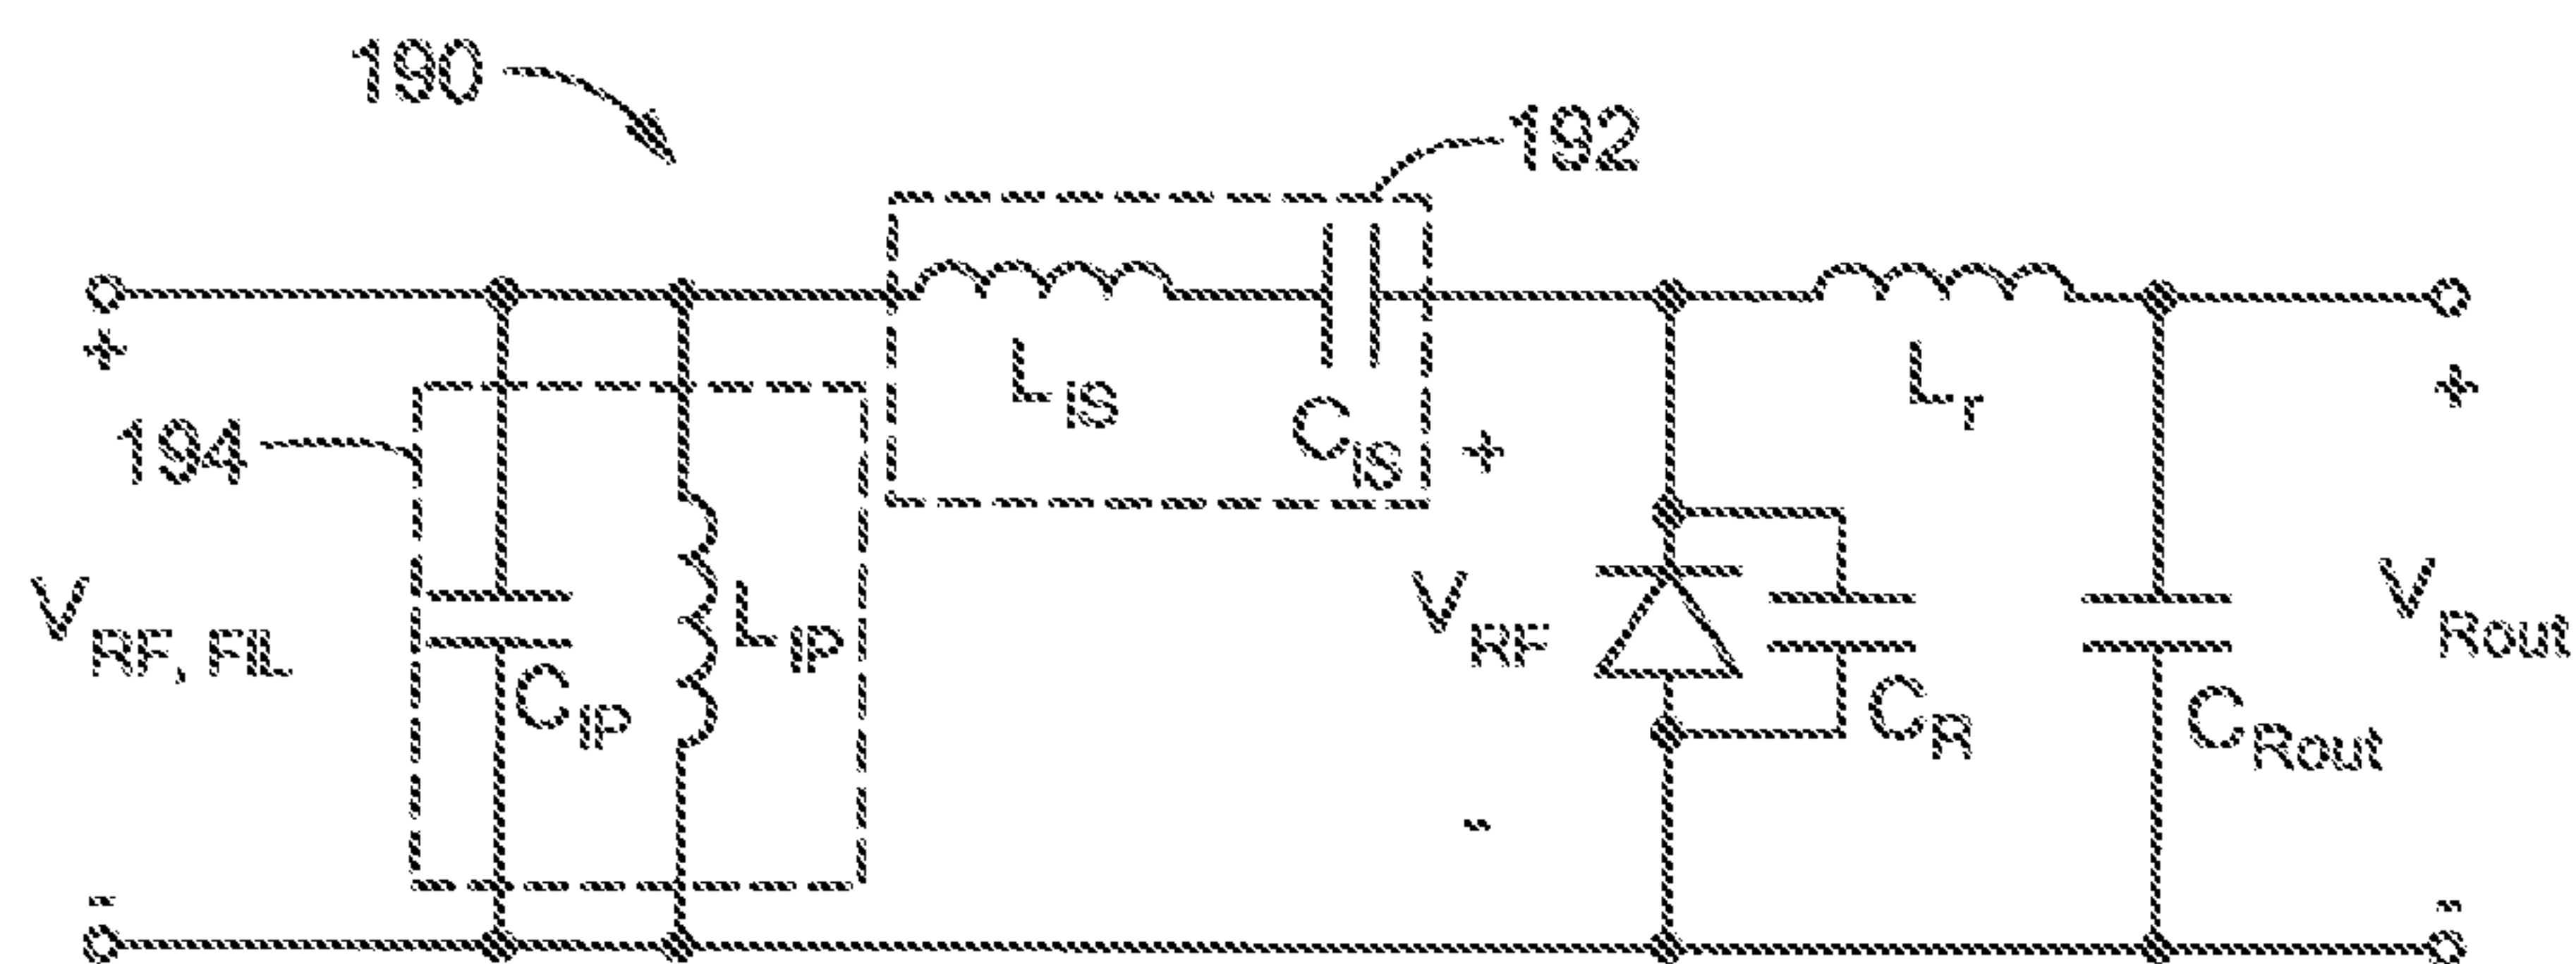 190
192
+
L_IS
C_IS
+
L_r
+
194
V_RF, FIL
C_IP
L_IP
V_RF
C_R
C_Rout
V_Rout
-
-
-